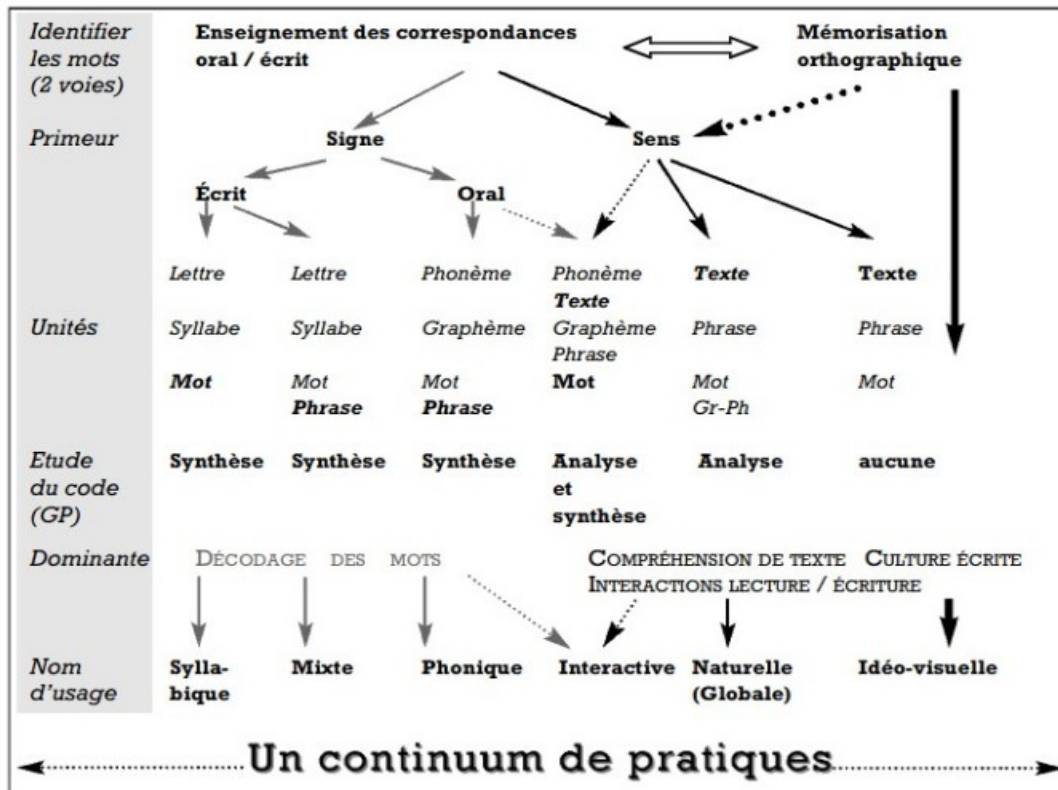 Identifier les mots (2 voies)
Enseignement des correspondances oral / écrit
Mémorisation orthographique
Primeur
Signe Sens
Écrit Oral
Lettre Lettre Phonème Phonème Texte Texte
Texte
Unités Syllabe Syllabe Graphème Graphème Phrase Phrase
Phrase
Mot Mot Mot Mot Mot Mot
Phrase Phrase Gr-Ph
Etude du code (GP)
Synthèse Synthèse Synthèse Analyse et synthèse Analyse aucune
Dominante DÉCODAGE DES MOTS COMPRÉHENSION DE TEXTE CULTURE ÉCRITE
INTERACTIONS LECTURE / ÉCRITURE
Nom d'usage
Sylla-bique Mixte Phonique Interactive Naturelle (Globale) Idéo-visuelle
Un continuum de pratiques